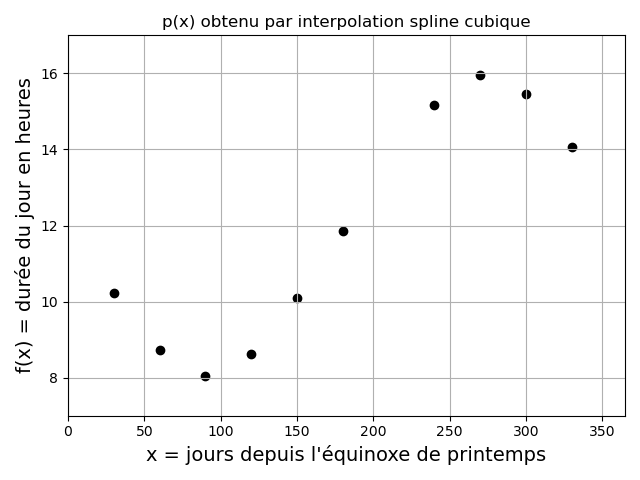 p(x) obtenu par interpolation spline cubique
f(x) = durée du jour en heures
16
14
12
10
8
0 50 100 150 200 250 300 350
x = jours depuis l'équinoxe de printemps